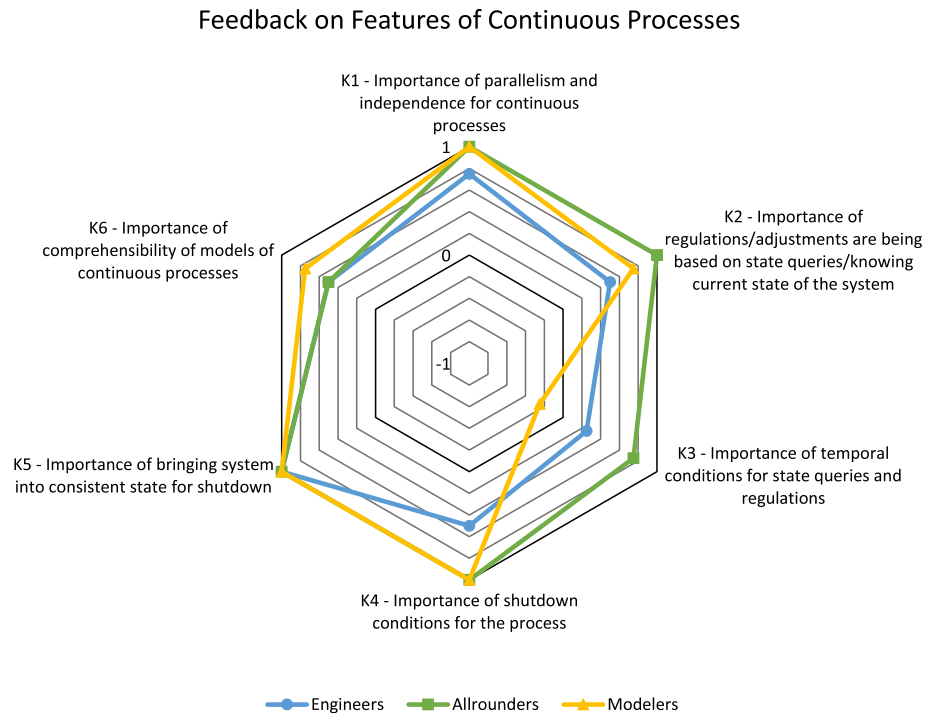 Feedback on Features of Continuous Processes
K1 - Importance of parallelism and
independence for continuous
processes
1
K2 - Importance of
regulations/adjustments are being
based on state queries/knowing
current state of the system
K6 - Importance of
comprehensibility of models of
continuous processes
0
-1
K3 - Importance of temporal
conditions for state queries and
regulations
K5 - Importance of bringing system
into consistent state for shutdown
K4 - Importance of shutdown
conditions for the process
Engineers
Allrounders
Modelers